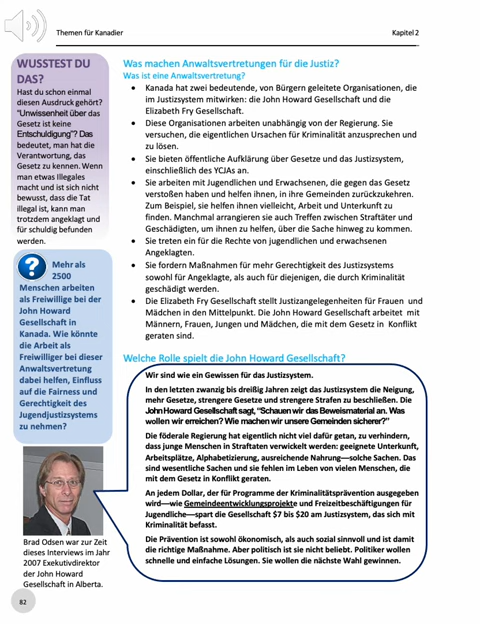 Themen für Kanadier
Kapitel 2
WUSSTEST DU
DAS?
Hast du schon einmal
diesen Ausdruck gehört?
"Unwissenheit über das
Gesetz ist keine
Entschuldigung"? Das
bedeutet, man hat die
Verantwortung, das
Gesetz zu kennen. Wenn
man etwas Illegales
macht und ist sich nicht
bewusst, dass die Tat
illegal ist, kann man
trotzdem angeklagt und
für schuldig befunden
werden.
?
Mehr als
2500
Menschen arbeiten
als Freiwillige bei der
John Howard
Gesellschaft in
Kanada. Wie könnte
die Arbeit als
Freiwilliger bei dieser
Anwaltsvertretung
dabei helfen, Einfluss
auf die Fairness und
Gerechtigkeit des
Jugendjustizsystems
zu nehmen?
Brad Odsen war zur Zeit
dieses Interviews im Jahr
2007 Exekutivdirektor
der John Howard
Gesellschaft in Alberta.
Was machen Anwaltsvertretungen für die Justiz?
Was ist eine Anwaltsvertretung?
• Kanada hat zwei bedeutende, von Bürgern geleitete Organisationen, die
im Justizsystem mitwirken: die John Howard Gesellschaft und die
Elizabeth Fry Gesellschaft.
• Diese Organisationen arbeiten unabhängig von der Regierung. Sie
versuchen, die eigentlichen Ursachen für Kriminalität anzusprechen und
zu lösen.
• Sie bieten öffentliche Aufklärung über Gesetze und das Justizsystem,
einschließlich des YCJAs an.
• Sie arbeiten mit Jugendlichen und Erwachsenen, die gegen das Gesetz
verstoßen haben und helfen ihnen, in ihre Gemeinden zurückzukehren.
Zum Beispiel, sie helfen ihnen vielleicht, Arbeit und Unterkunft zu
finden. Manchmal arrangieren sie auch Treffen zwischen Straftäter und
Geschädigten, um ihnen zu helfen, über die Sache hinweg zu kommen.
• Sie treten ein für die Rechte von jugendlichen und erwachsenen
Angeklagten.
• Sie fordern Maßnahmen für mehr Gerechtigkeit des Justizsystems
sowohl für Angeklagte, als auch für diejenigen, die durch Kriminalität
geschädigt werden.
• Die Elizabeth Fry Gesellschaft stellt Justizangelegenheiten für Frauen und
Mädchen in den Mittelpunkt. Die John Howard Gesellschaft arbeitet mit
Männern, Frauen, Jungen und Mädchen, die mit dem Gesetz in Konflikt
geraten sind.
Welche Rolle spielt die John Howard Gesellschaft?
Wir sind wie ein Gewissen für das Justizsystem.
In den letzten zwanzig bis dreißig Jahren zeigt das Justizsystem die Neigung,
mehr Gesetze, strengere Gesetze und strengere Strafen zu beschließen. Die
John Howard Gesellschaft sagt, "Schauen wir das Beweismaterial an. Was
wollen wir erreichen? Wie machen wir unsere Gemeinden sicherer?"
Die föderale Regierung hat eigentlich nicht viel dafür getan, zu verhindern,
dass junge Menschen in Straftaten verwickelt werden: geeignete Unterkunft,
Arbeitsplätze, Alphabetizierung, ausreichende Nahrung—solche Sachen. Das
sind wesentliche Sachen und sie fehlen im Leben von vielen Menschen, die
mit dem Gesetz in Konflikt geraten.
An jedem Dollar, der für Programme der Kriminalitätsprävention ausgegeben
wird—wie Gemeindeentwicklungsprojekte und Freizeitbeschäftigungen für
Jugendliche—spart die Gesellschaft $7 bis $20 am Justizsystem, das sich mit
Kriminalität befasst.
Die Prävention ist sowohl ökonomisch, als auch sozial sinnvoll und ist damit
die richtige Maßnahme. Aber politisch ist sie nicht beliebt. Politiker wollen
schnelle und einfache Lösungen. Sie wollen die nächste Wahl gewinnen.
82